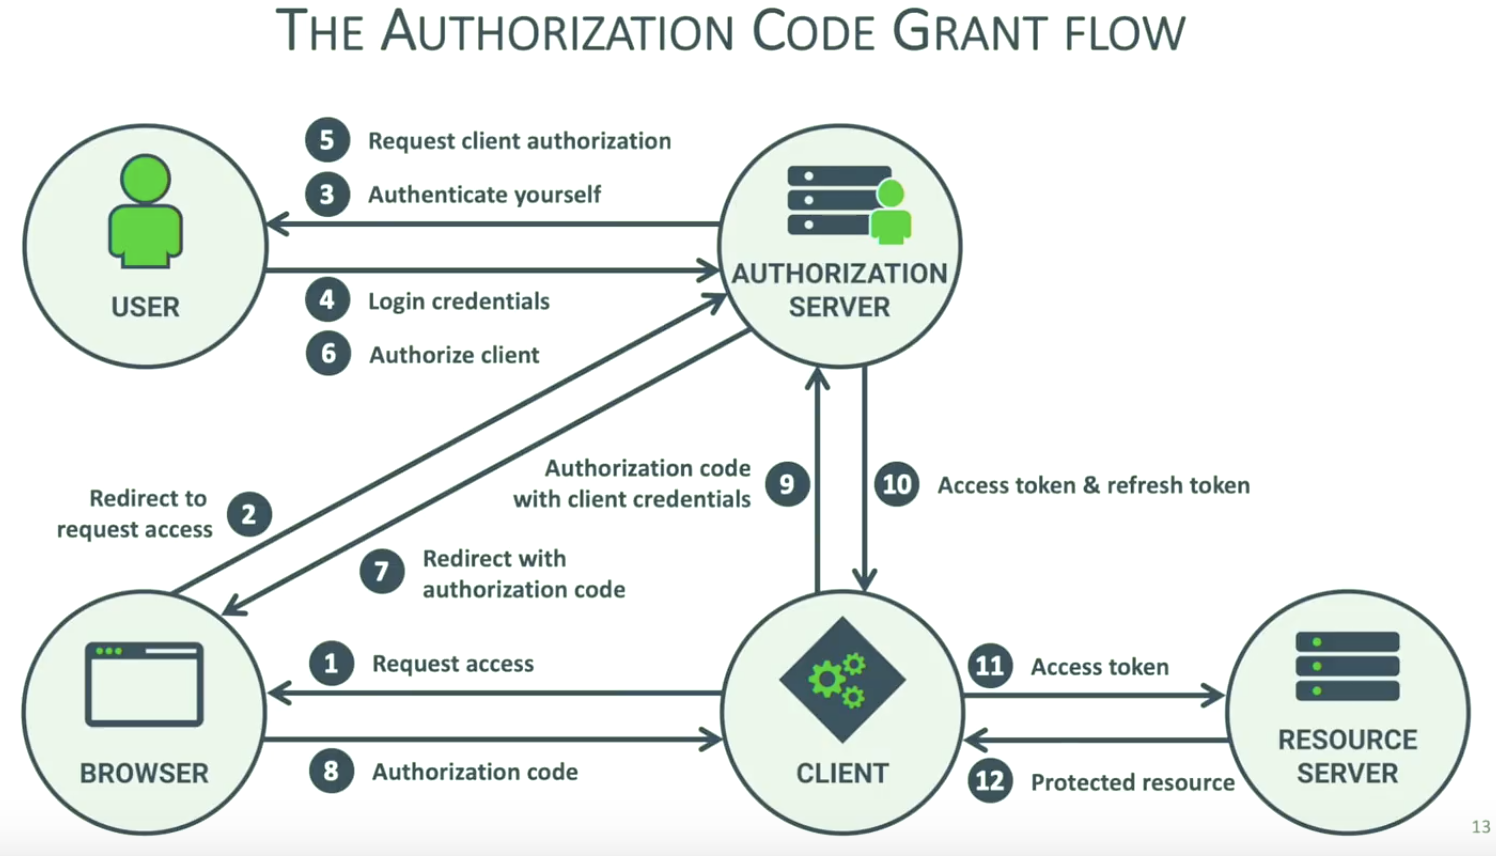 THE AUTHORIZATION CODE GRANT FLOW
5 Request client authorization
3 Authenticate yourself
USER
AUTHORIZATION
SERVER
4 Login credentials
6 Authorize client
Redirect to
request access
2
Authorization code
with client credentials
9
10 Access token & refresh token
7
Redirect with
authorization code
1 Request access
8 Authorization code
BROWSER
CLIENT
11 Access token
12 Protected resource
RESOURCE
SERVER
13